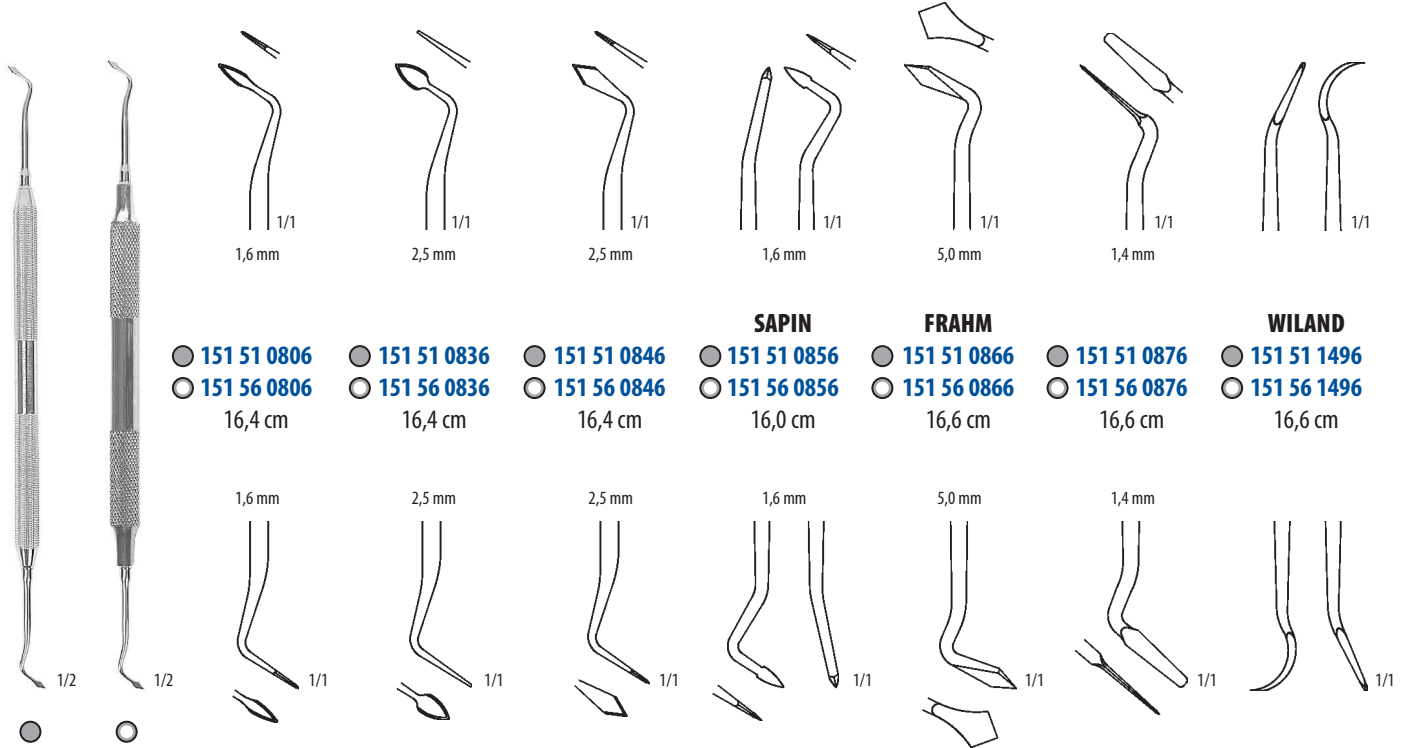 1/1 1/1 1/1 1/1 1/1 1/1 1/1
1,6 mm 2,5 mm 2,5 mm 1,6 mm 5,0 mm 1,4 mm
SAPIN FRAHM WILAND
151 51 0806 151 51 0836 151 51 0846 151 51 0856 151 51 0866 151 51 0876 151 51 1496
151 56 0806 151 56 0836 151 56 0846 151 56 0856 151 56 0866 151 56 0876 151 56 1496
16,4 cm 16,4 cm 16,4 cm 16,0 cm 16,6 cm 16,6 cm 16,6 cm
1,6 mm 2,5 mm 2,5 mm 1,6 mm 5,0 mm 1,4 mm
1/2 1/2 1/1 1/1 1/1 1/1 1/1 1/1 1/1